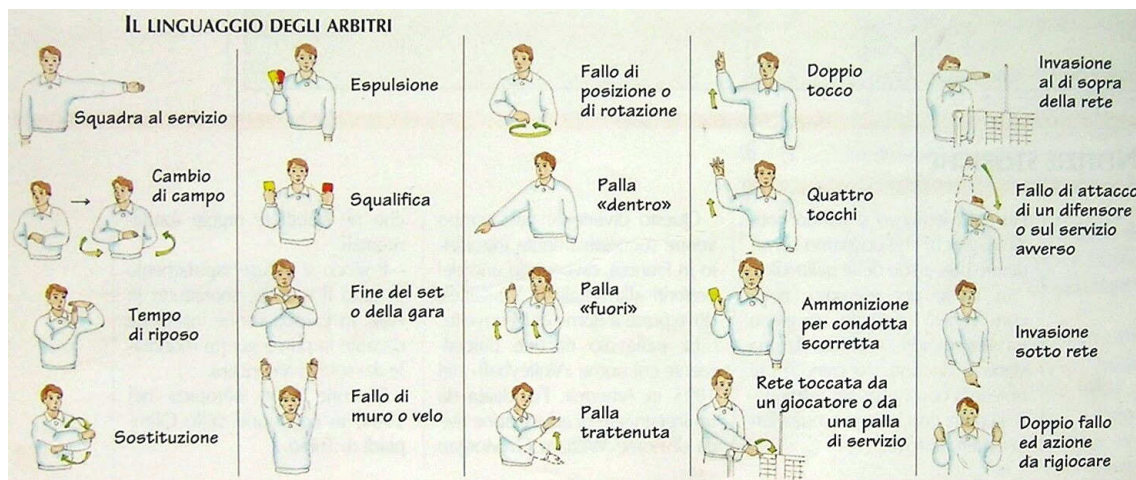 IL LINGUAGGIO DEGLI ARBITRI
Squadra al servizio
Cambio
di campo
Tempo
di riposo
Sostituzione
Espulsione
Squalifica
Fine del set
o della gara
Fallo di
muro o velo
Fallo di
posizione o
di rotazione
Palla
«dentro»
Palla
«fuori»
Palla
trattenuta
Doppio
tocco
Quattro
tocchi
Ammonizione
per condotta
scorretta
Rete toccata da
un giocatore o da
una palla
di servizio
Invasione
al di sopra
della rete
Fallo di attacco
di un difensore
o sul servizio
avverso
Invasione
sotto rete
Doppio fallo
ed azione
da rigiocare